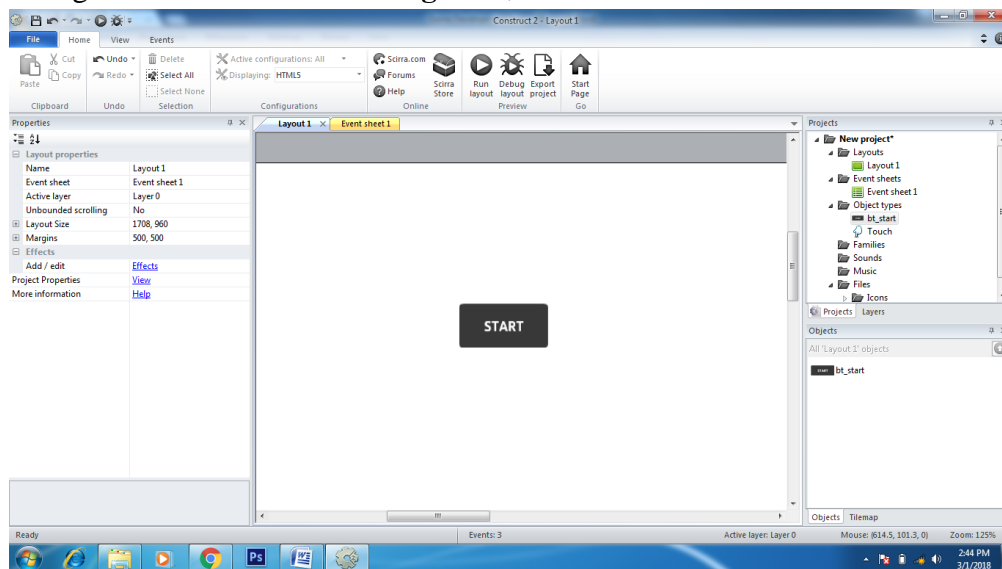 Construct 2 - Layout 1
File Home View Events
Paste
Cut
Copy
Clipboard
Undo
Redo
Undo
Delete
Select All
Select None
Selection
Active configurations: All
Displaying: HTML5
Configurations
Scirra.com
Forums
Help
Scirra
Store
Online
Run
layout
Debug
layout
Export
project
Preview
Start
Page
Go
Properties
Layout properties
Name Layout 1
Event sheet Event sheet 1
Active layer Layer 0
Unbounded scrolling No
Layout Size 1708, 960
Margins 500, 500
Effects
Add / edit Effects
Project Properties View
More information Help
Layout 1
Event sheet 1
START
Projects
New project*
Layouts
Layout 1
Event sheets
Event sheet 1
Object types
bt_start
Touch
Families
Sounds
Music
Files
Icons
Projects Layers
Objects
All 'Layout 1' objects
bt_start
Objects Tilemap
Ready
Events: 3
Active layer: Layer 0
Mouse: (614.5, 101.3, 0)
Zoom: 125%
Ps
W
2:44 PM
3/1/2018